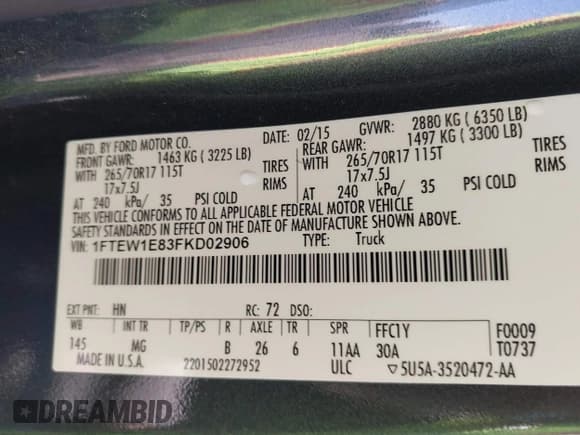 MFD. BY FORD MOTOR CO.
DATE: 02/15 GVWR: 2880 KG ( 6350 LB)
FRONT GAWR: 1463 KG ( 3225 LB)
REAR GAWR: 1497 KG ( 3300 LB)
WITH 265/70R17 115T TIRES
WITH 265/70R17 115T TIRES
17x7.5J RIMS
17x7.5J RIMS
AT 240 kPa/ 35 PSI COLD
AT 240 kPa/ 35 PSI COLD
THIS VEHICLE CONFORMS TO ALL APPLICABLE FEDERAL MOTOR VEHICLE
SAFETY STANDARDS IN EFFECT ON THE DATE OF MANUFACTURE SHOWN ABOVE.
VIN: 1FTEW1E83FKD02906 TYPE: Truck
EXT PNT: HN RC: 72 DSO:
WB INT TR TP/PS R AXLE TR SPR FFC1Y F0009
145 MG B 26 6 11AA 30A T0737
MADE IN U.S.A. 2201502272952 ULC ▽5U5A-3520472-AA
DREAMBID